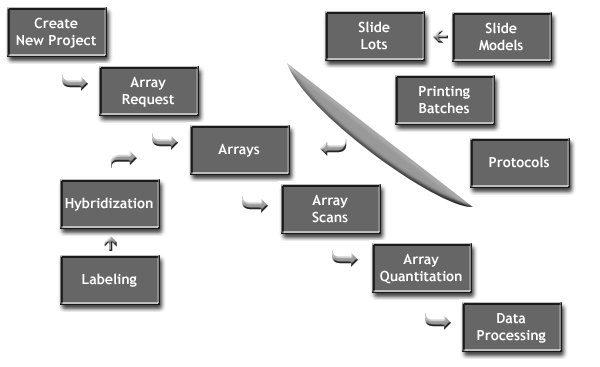 Create
New Project
Slide
Lots
Slide
Models
Array
Request
Printing
Batches
Arrays
Protocols
Hybridization
Array
Scans
Labeling
Array
Quantitation
Data
Processing